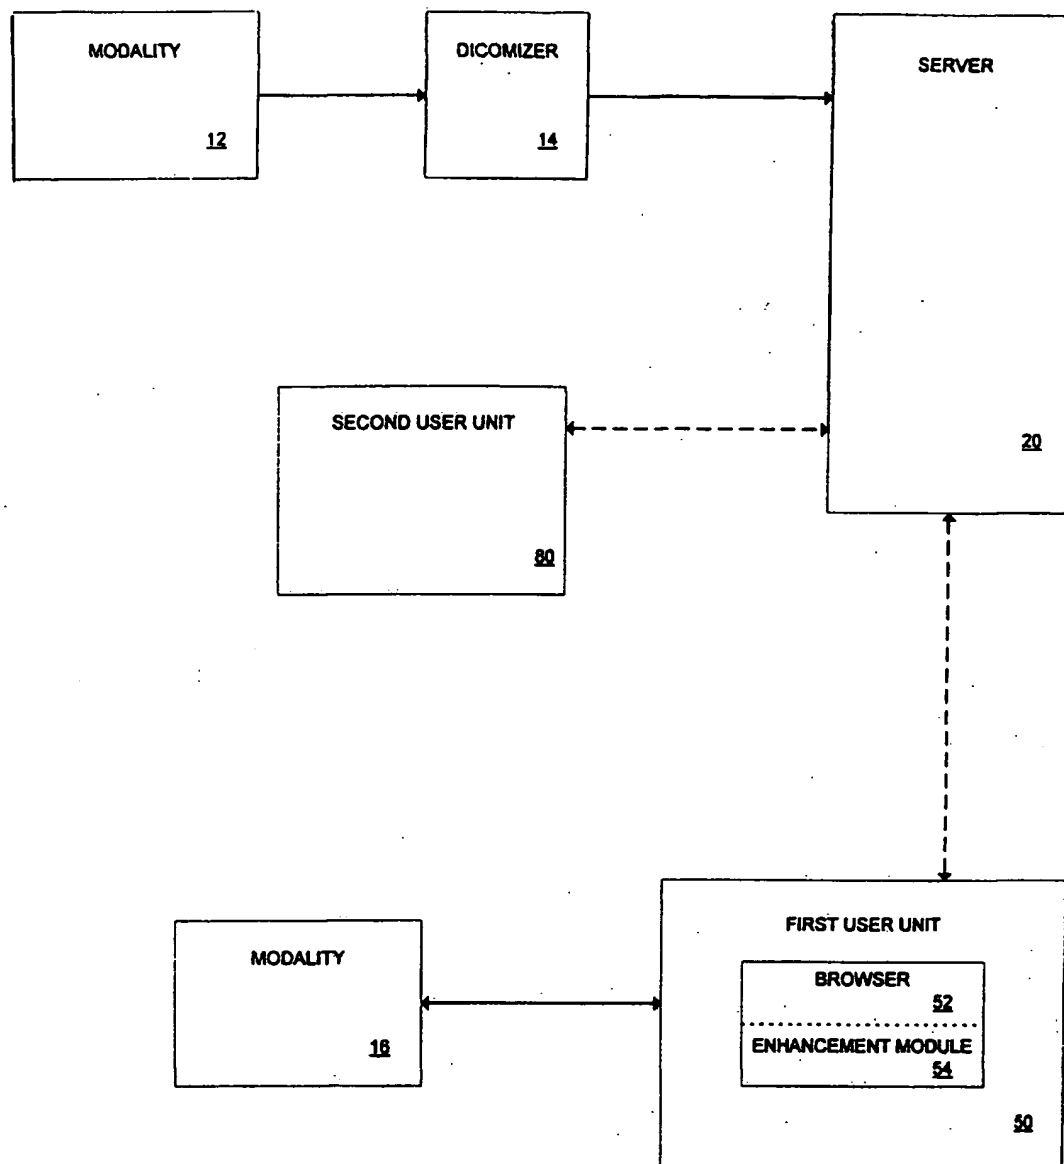 MODALITY
12
DICOMIZER
14
SERVER
20
SECOND USER UNIT
80
FIRST USER UNIT
50
BROWSER
52
ENHANCEMENT MODULE
54
MODALITY
16